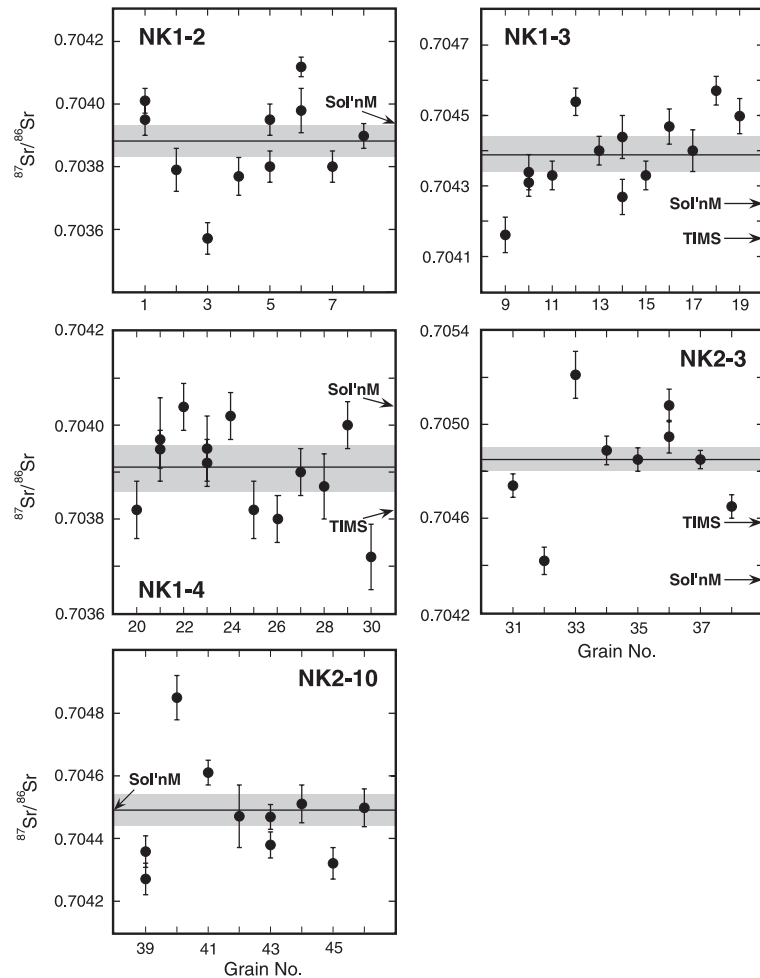 NK1-2
⁸⁷Sr/⁸⁶Sr
0.7042
0.7040
0.7038
0.7036
Sol'nM
1 3 5 7
NK1-3
0.7047
0.7045
0.7043
0.7041
Sol'nM
TIMS
9 11 13 15 17 19
NK1-4
⁸⁷Sr/⁸⁶Sr
0.7042
0.7040
0.7038
0.7036
Sol'nM
TIMS
20 22 24 26 28 30
NK2-3
0.7054
0.7050
0.7046
0.7042
TIMS
Sol'nM
31 33 35 37
Grain No.
NK2-10
⁸⁷Sr/⁸⁶Sr
0.7048
0.7046
0.7044
0.7042
Sol'nM
39 41 43 45
Grain No.